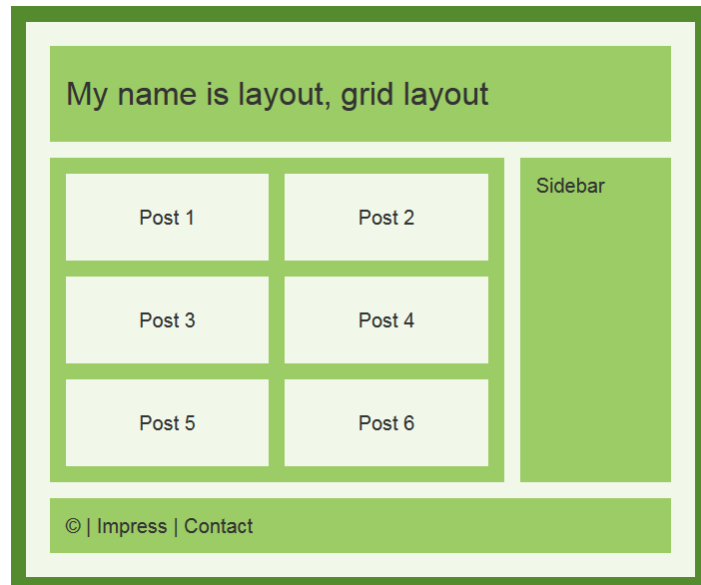 My name is layout, grid layout
Post 1
Post 2
Sidebar
Post 3
Post 4
Post 5
Post 6
© | Impress | Contact